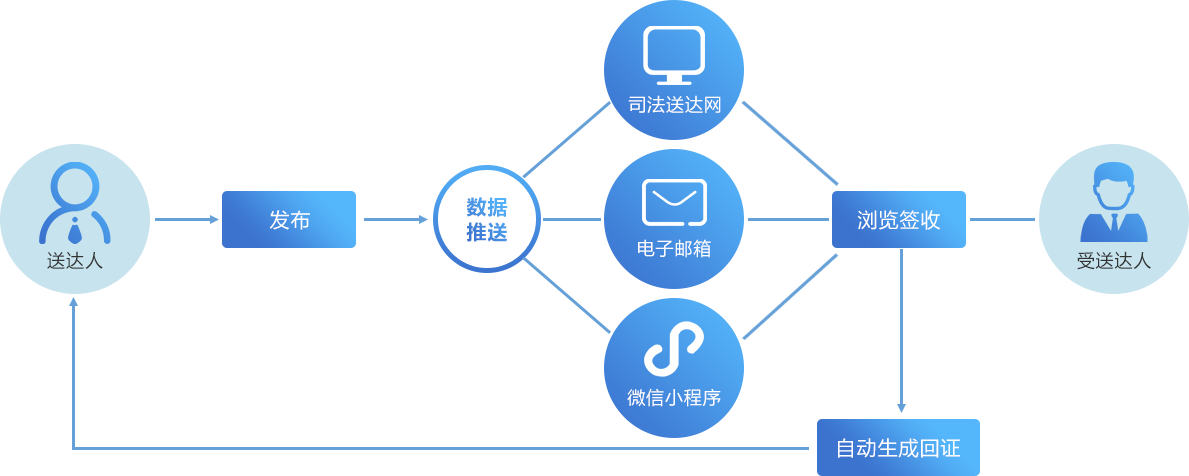 司法送达网
送达人
发布
数据
推送
电子邮箱
浏览签收
受送达人
微信小程序
自动生成回证